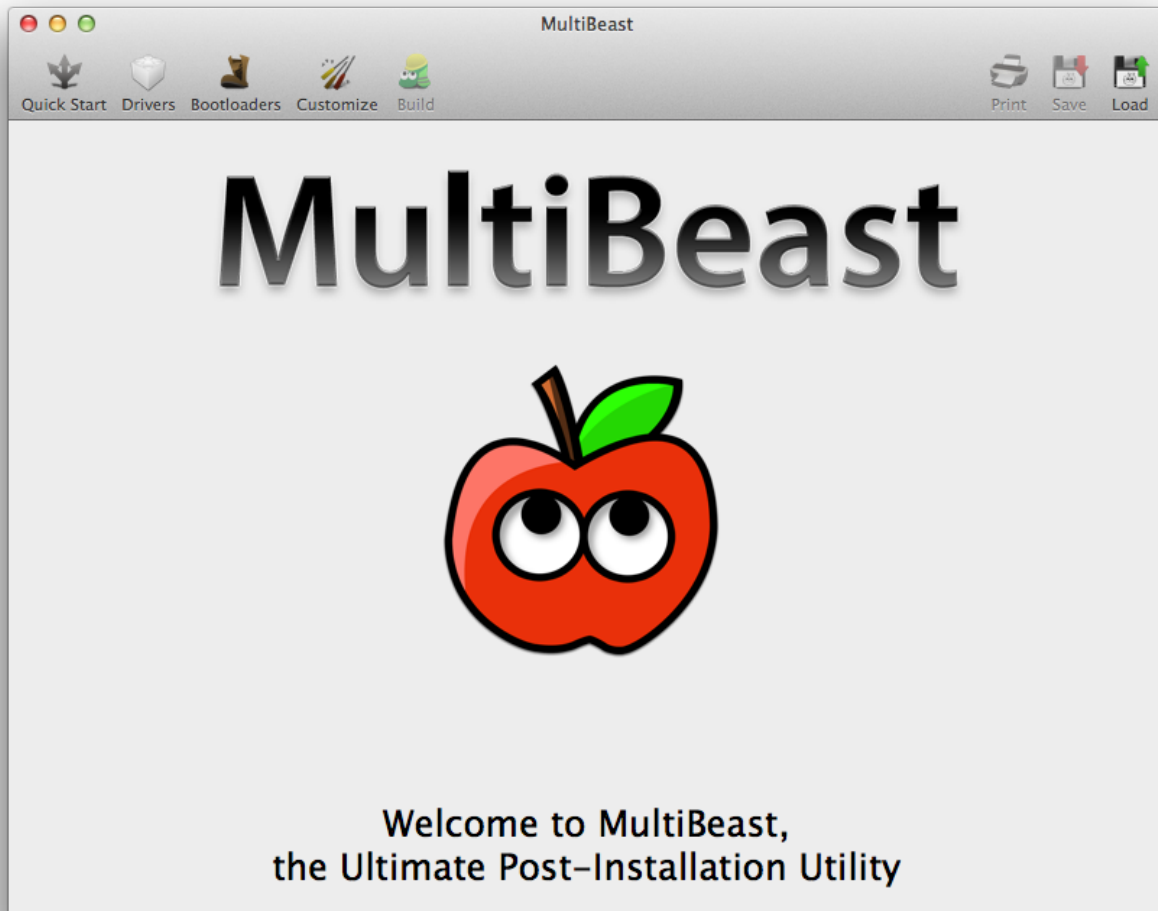 MultiBeast
Quick Start Drivers Bootloaders Customize Build Print Save Load
MultiBeast
Welcome to MultiBeast,
the Ultimate Post-Installation Utility